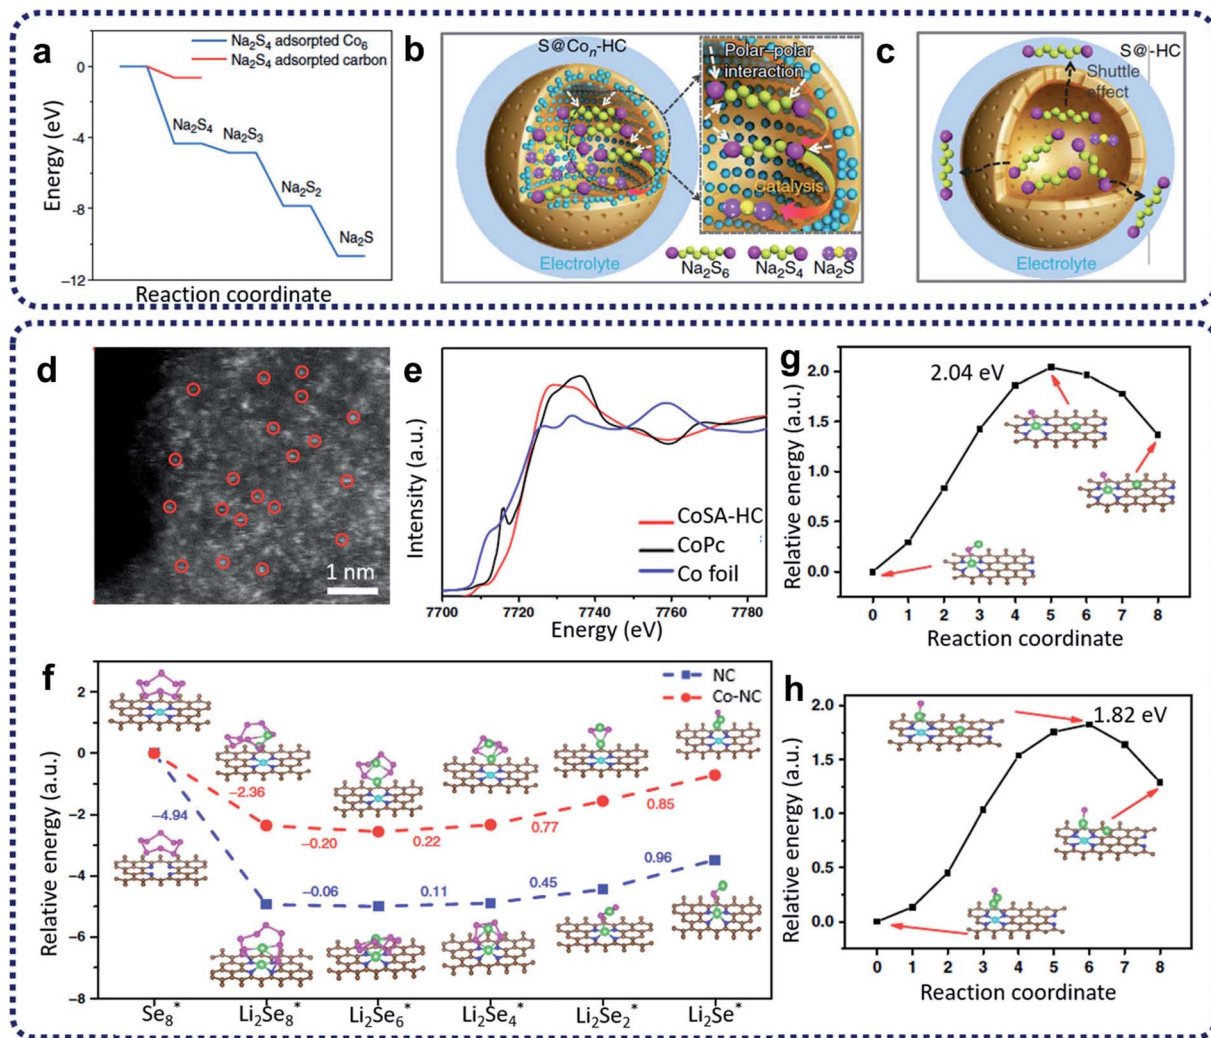 a
Na₂S₄ adsorpted Co₆
Na₂S₄ adsorpted carbon
0
−4
−8
−12
Energy (eV)
Na₂S₄
Na₂S₃
Na₂S₂
Na₂S
Reaction coordinate
b
S@Coₙ-HC
Polar–polar
interaction
Catalysis
Electrolyte
Na₂S₆
Na₂S₄
Na₂S
c
S@-HC
Shuttle
effect
Electrolyte
d
1 nm
e
Intensity (a.u.)
CoSA-HC
CoPc
Co foil
7700
7720
7740
7760
7780
Energy (eV)
g
2.04 eV
Relative energy (a.u.)
2.0
1.5
1.0
0.5
0.0
0 1 2 3 4 5 6 7 8
Reaction coordinate
f
NC
Co-NC
Relative energy (a.u.)
2
0
−2
−4
−6
−8
−2.36
−4.94
−0.20
0.22
0.77
0.85
−0.06
0.11
0.45
0.96
Se₈*
Li₂Se₈*
Li₂Se₆*
Li₂Se₄*
Li₂Se₂*
Li₂Se*
h
1.82 eV
Relative energy (a.u.)
2.0
1.5
1.0
0.5
0.0
0 1 2 3 4 5 6 7 8
Reaction coordinate